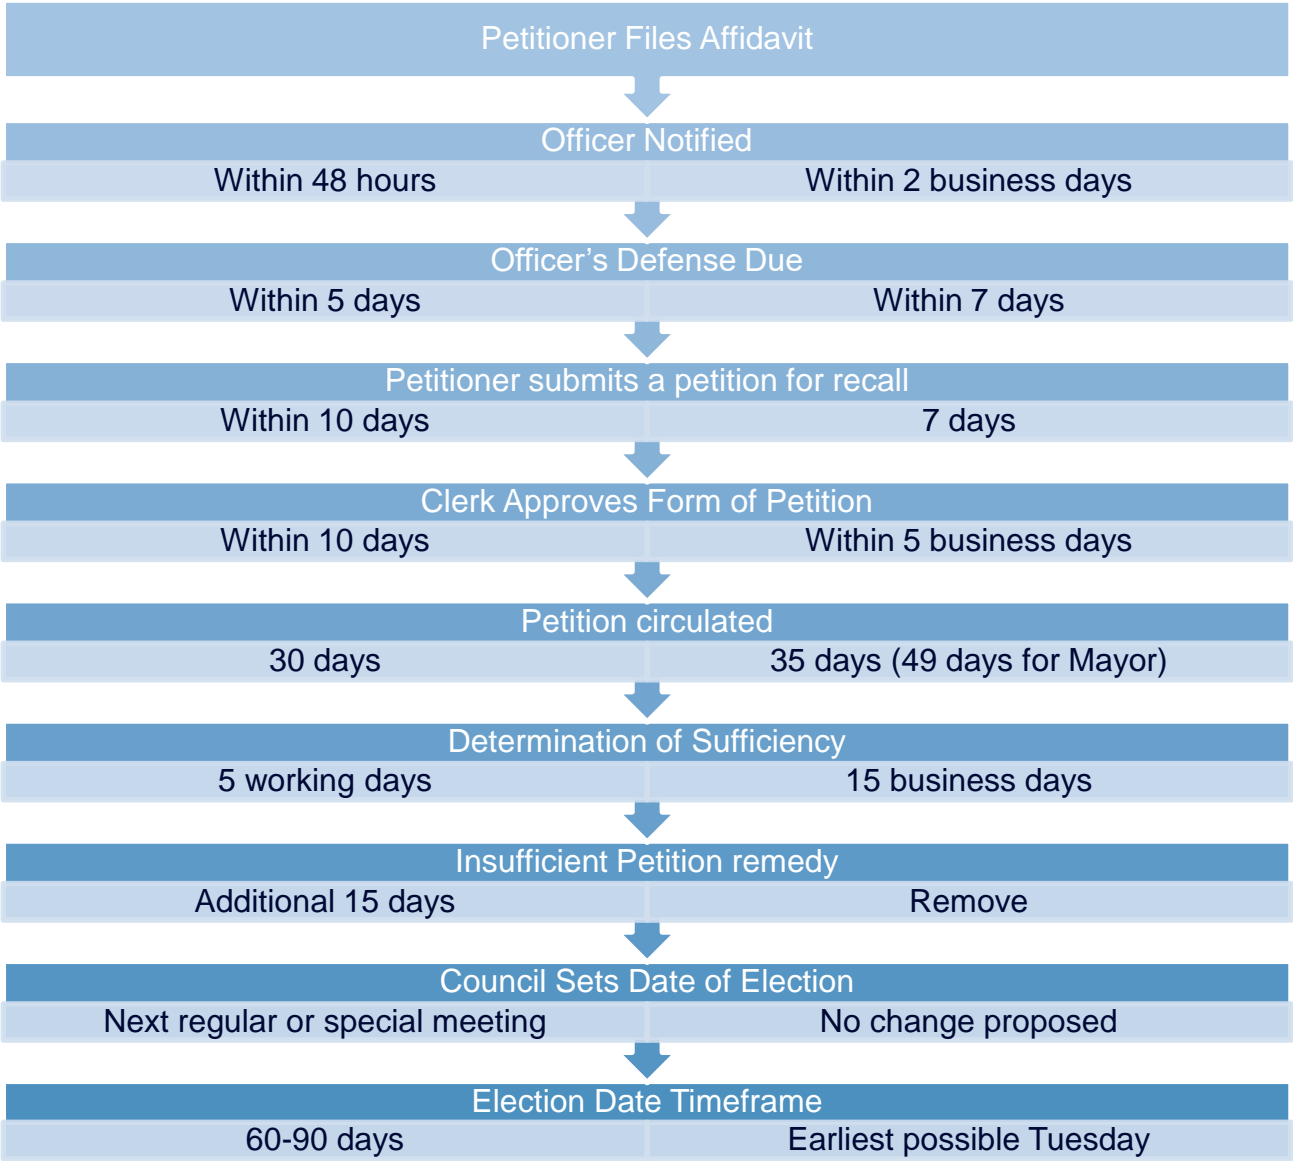 Petitioner Files Affidavit
Officer Notified
Within 48 hours
Within 2 business days
Officer’s Defense Due
Within 5 days
Within 7 days
Petitioner submits a petition for recall
Within 10 days
7 days
Clerk Approves Form of Petition
Within 10 days
Within 5 business days
Petition circulated
30 days
35 days (49 days for Mayor)
Determination of Sufficiency
5 working days
15 business days
Insufficient Petition remedy
Additional 15 days
Remove
Council Sets Date of Election
Next regular or special meeting
No change proposed
Election Date Timeframe
60-90 days
Earliest possible Tuesday